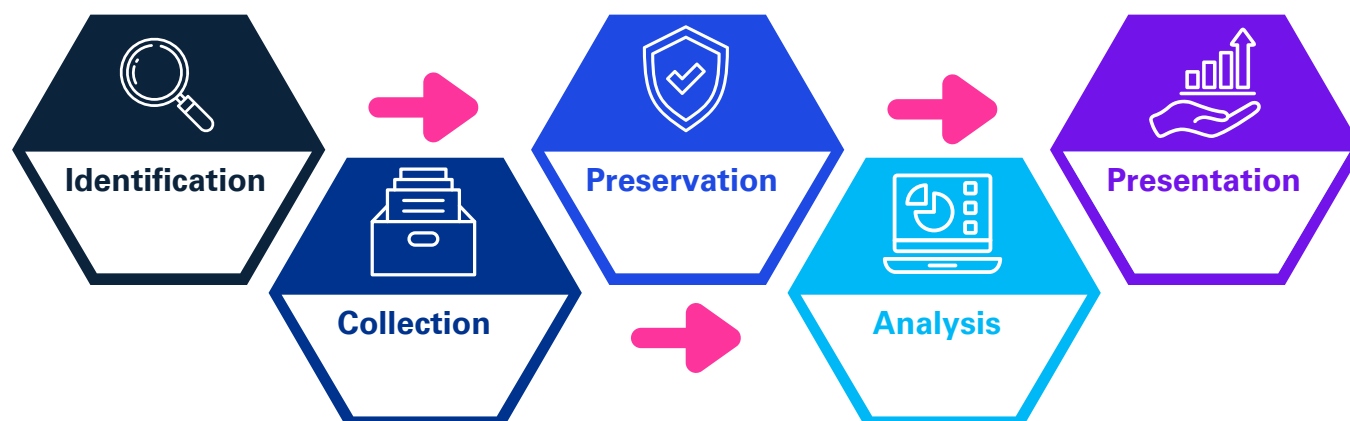 Identification
Collection
Preservation
Analysis
Presentation